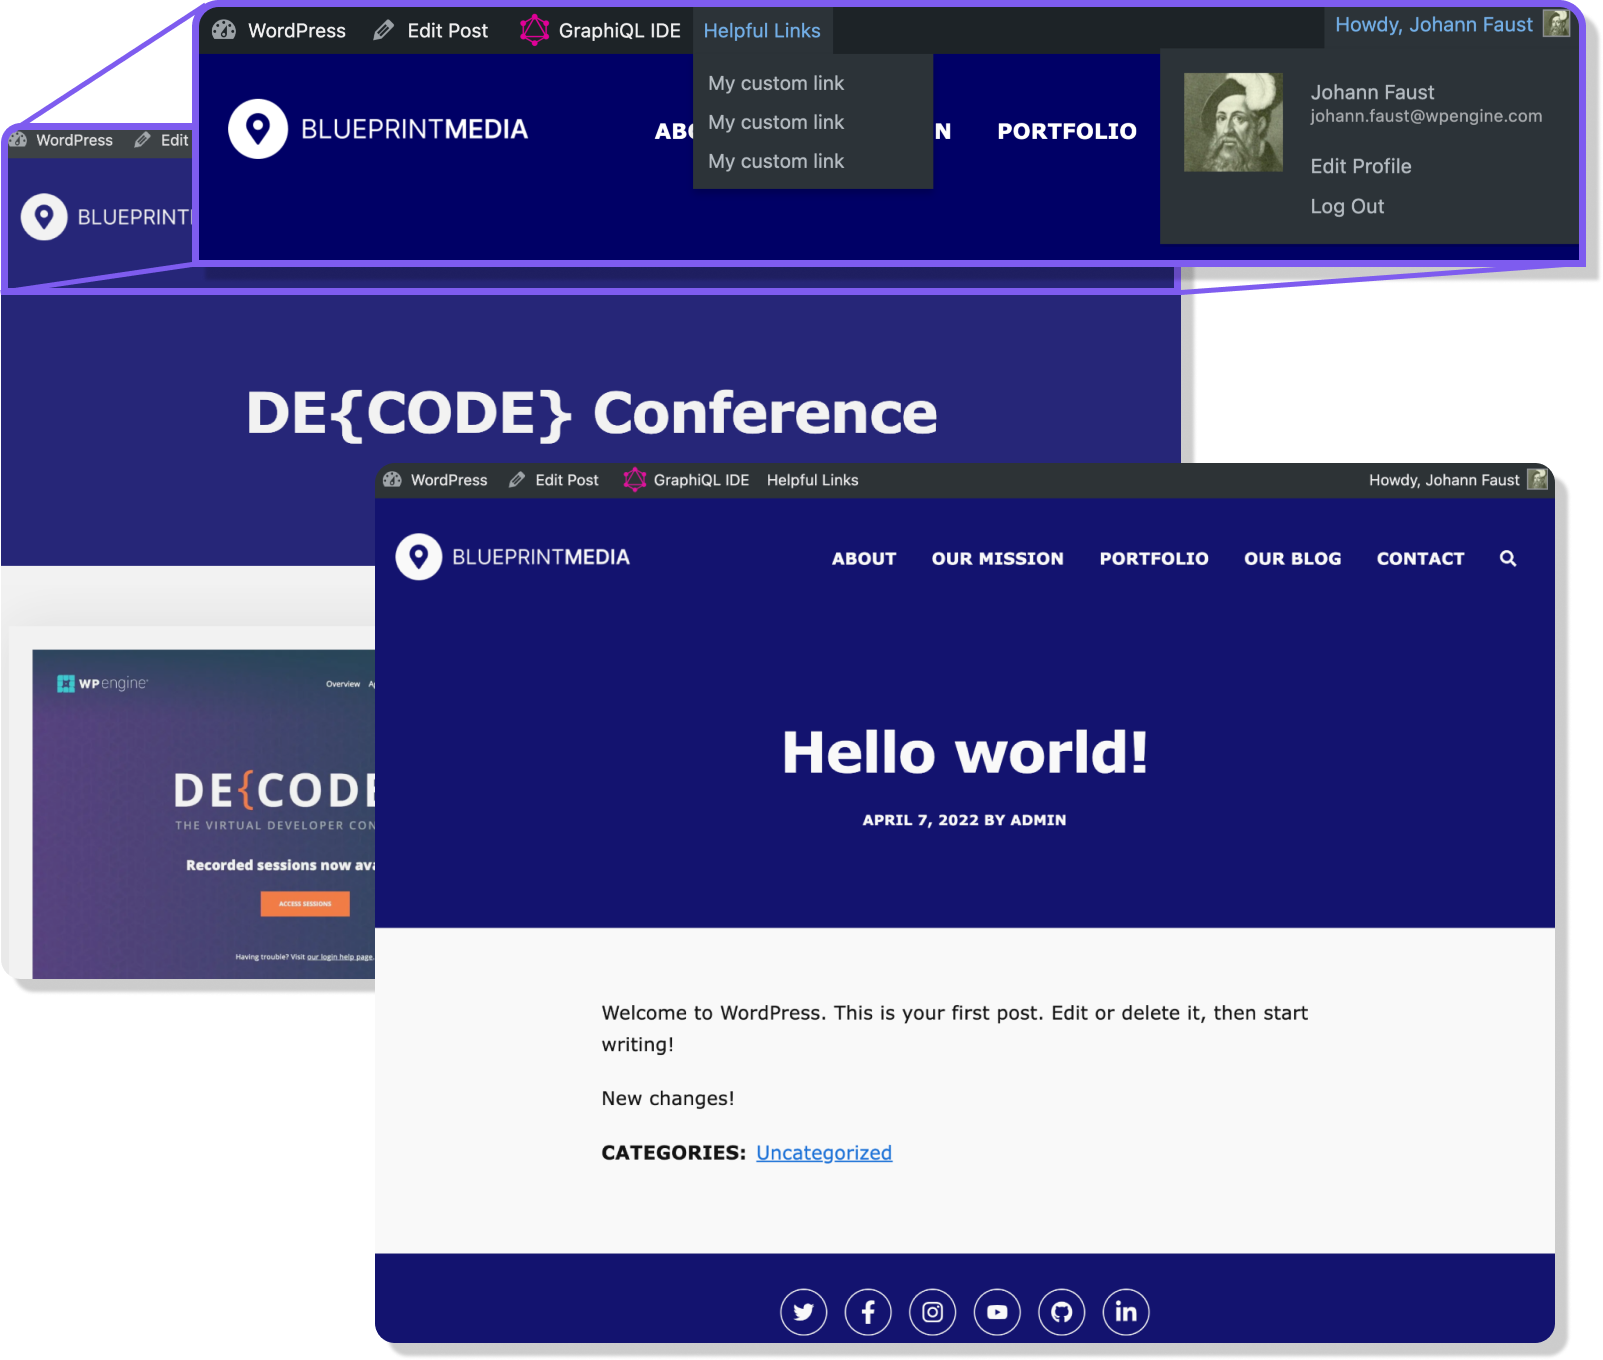 WordPress Edit Post GraphiQL IDE Helpful Links Howdy, Johann Faust
My custom link
My custom link
My custom link
Johann Faust
johann.faust@wpengine.com
Edit Profile
Log Out
BLUEPRINTMEDIA PORTFOLIO
WordPress Edit
BLUEPRINT
DE{CODE} Conference
WPengine
Overview
DE{CODE
THE VIRTUAL DEVELOPER CON
Recorded sessions now ava
ACCESS SESSIONS
Having trouble? Visit our login help page.
WordPress Edit Post GraphiQL IDE Helpful Links Howdy, Johann Faust
BLUEPRINTMEDIA ABOUT OUR MISSION PORTFOLIO OUR BLOG CONTACT
Hello world!
APRIL 7, 2022 BY ADMIN
Welcome to WordPress. This is your first post. Edit or delete it, then start
writing!
New changes!
CATEGORIES: Uncategorized